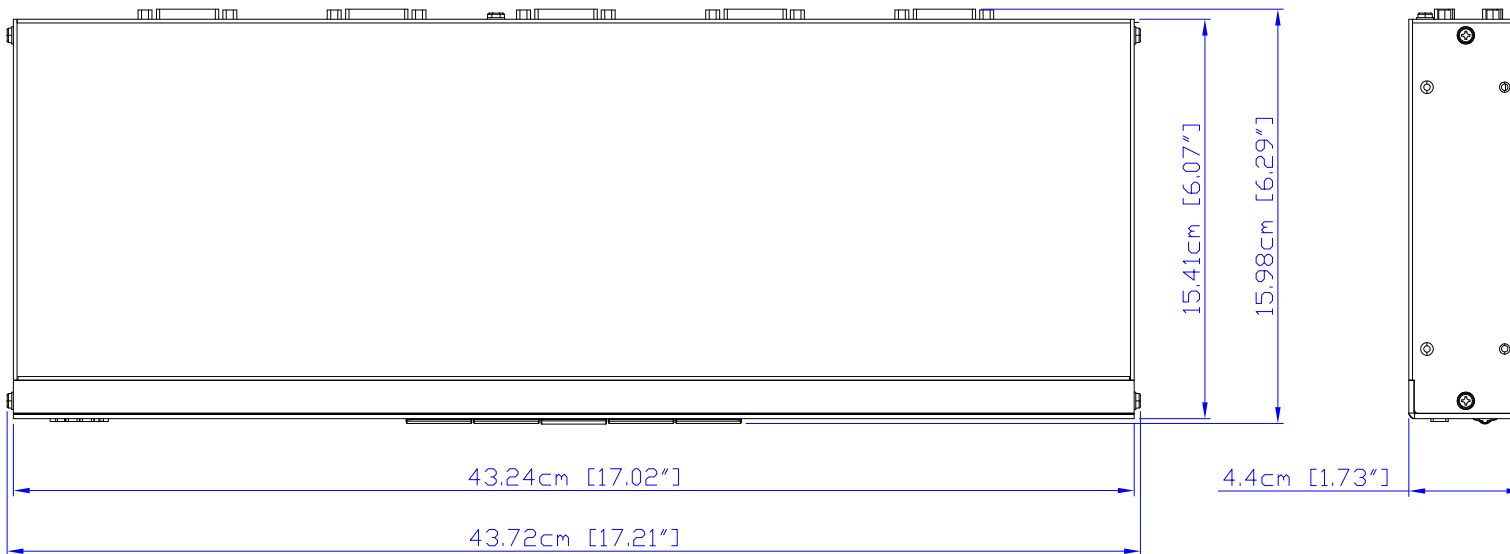 15.41cm [6.07"]
15.98cm [6.29"]
43.24cm [17.02"]
4.4cm [1.73"]
43.72cm [17.21"]